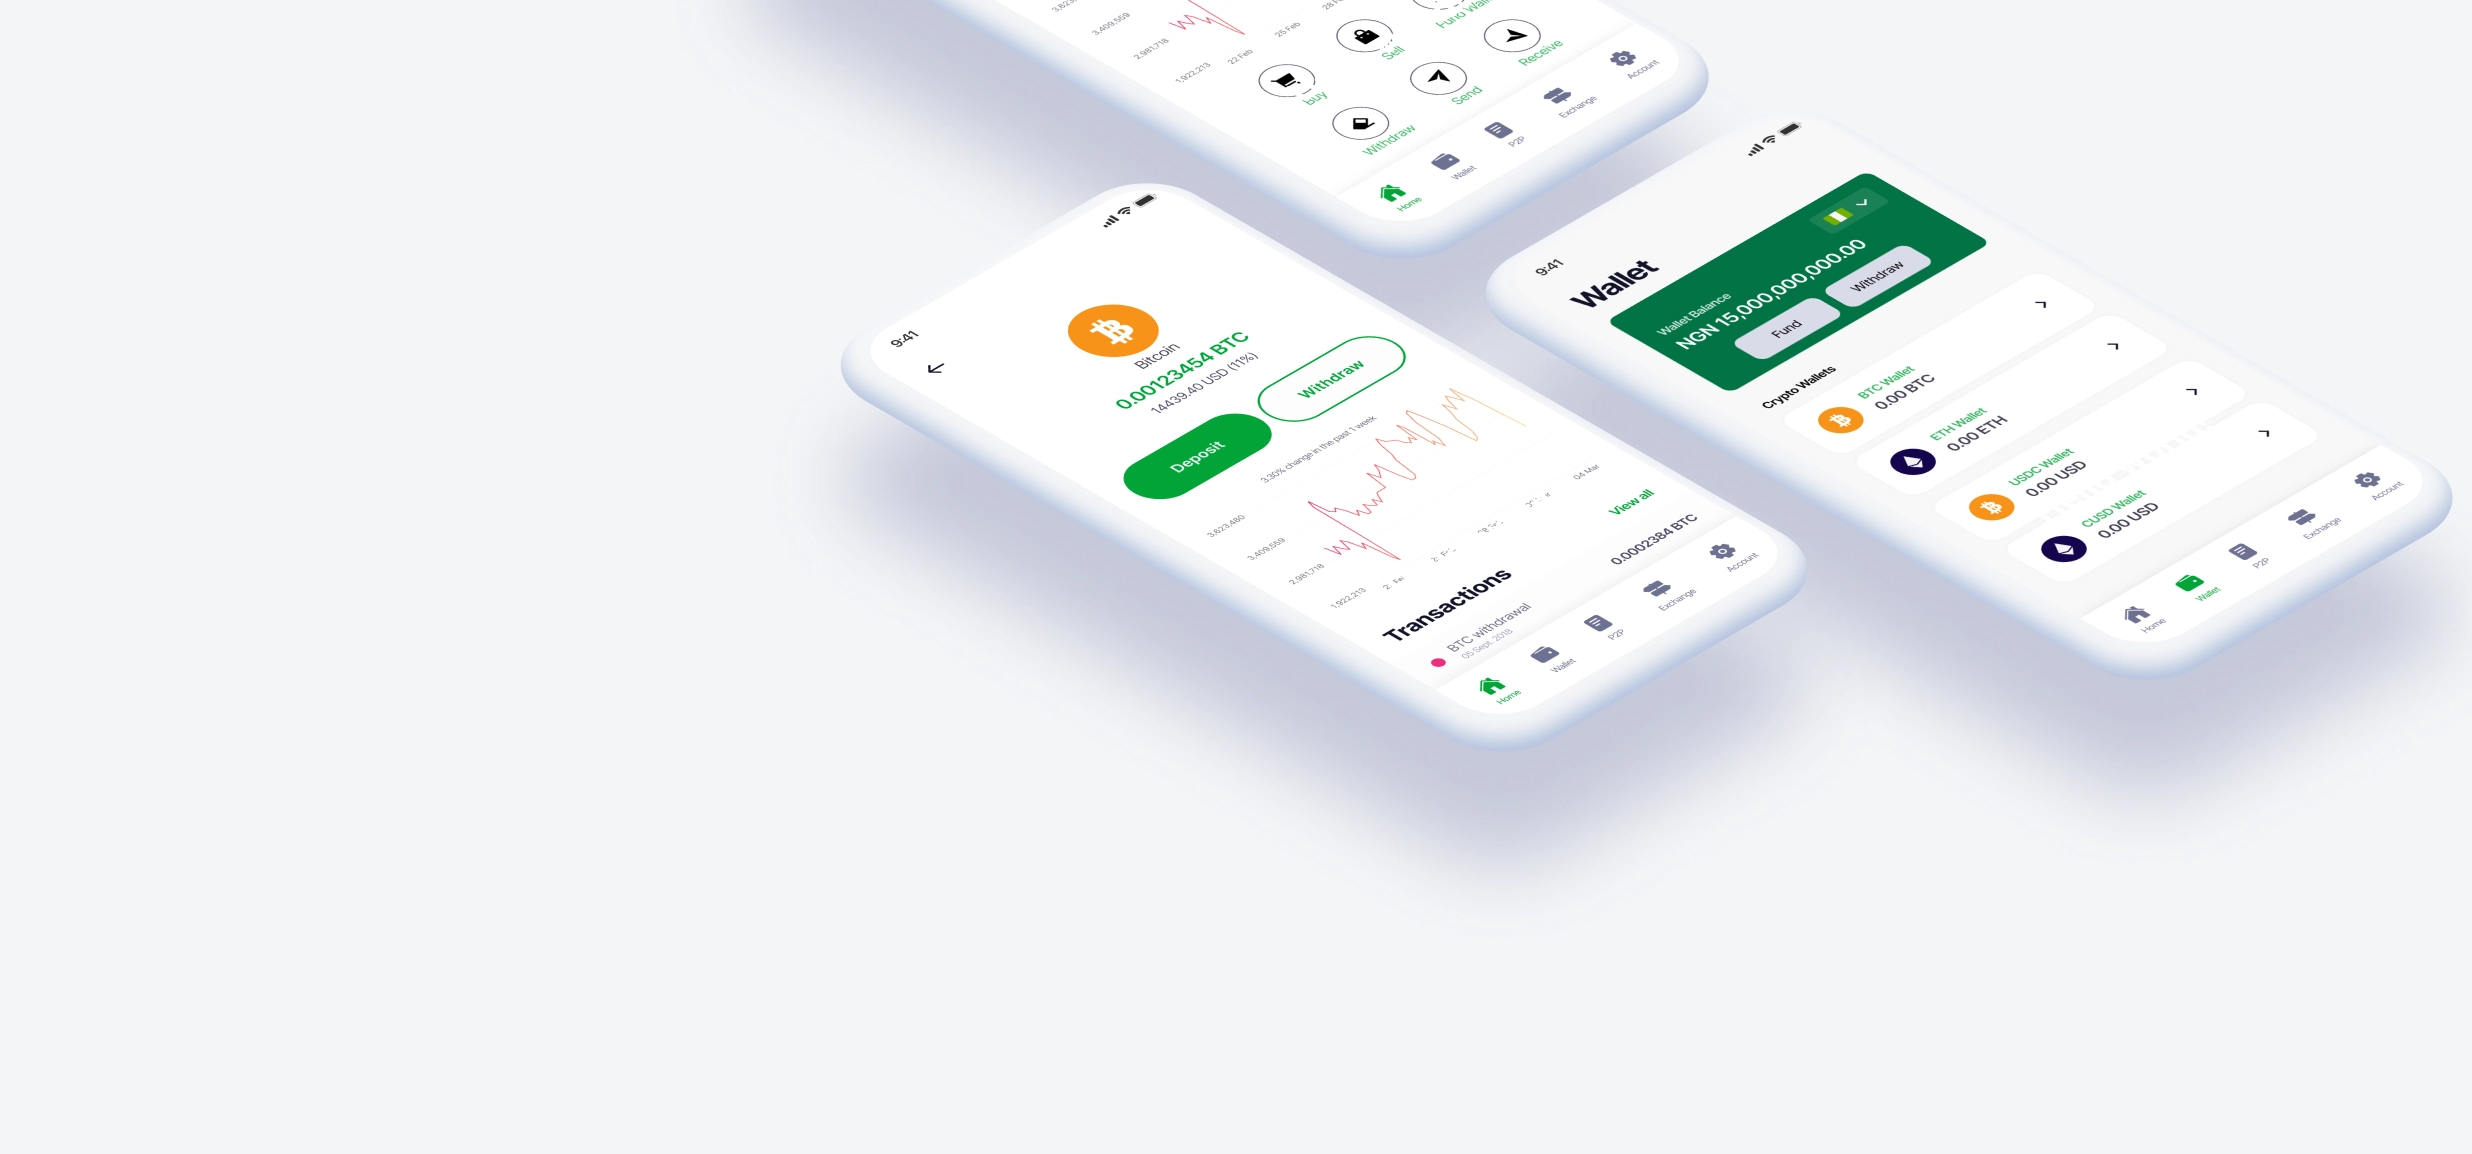 3,409,559
2,981,718
1,922,213
22 Feb
25 Feb
buy
Sell
Fund
Withdraw
Send
Receive
Home
Wallet
P2P
Exchange
Account
9:41
Bitcoin
0.001234454 BTC
14439.40 USD (11%)
Deposit
Withdraw
3.30% change in the past 1 week
3,623,480
3,409,559
2,981,718
1,922,213
04 Mar
Transactions
View all
BTC withdrawal
0.0002384 BTC
05 Sept. 2018
Home
Wallet
P2P
Exchange
Account
9:41
Wallet
Wallet Balance
NGN 15,000,000,000.00
Fund
Withdraw
Crypto Wallets
BTC Wallet
0.00 BTC
ETH Wallet
0.00 ETH
USDC Wallet
0.00 USD
CUSD Wallet
0.00 USD
Home
Wallet
P2P
Exchange
Account